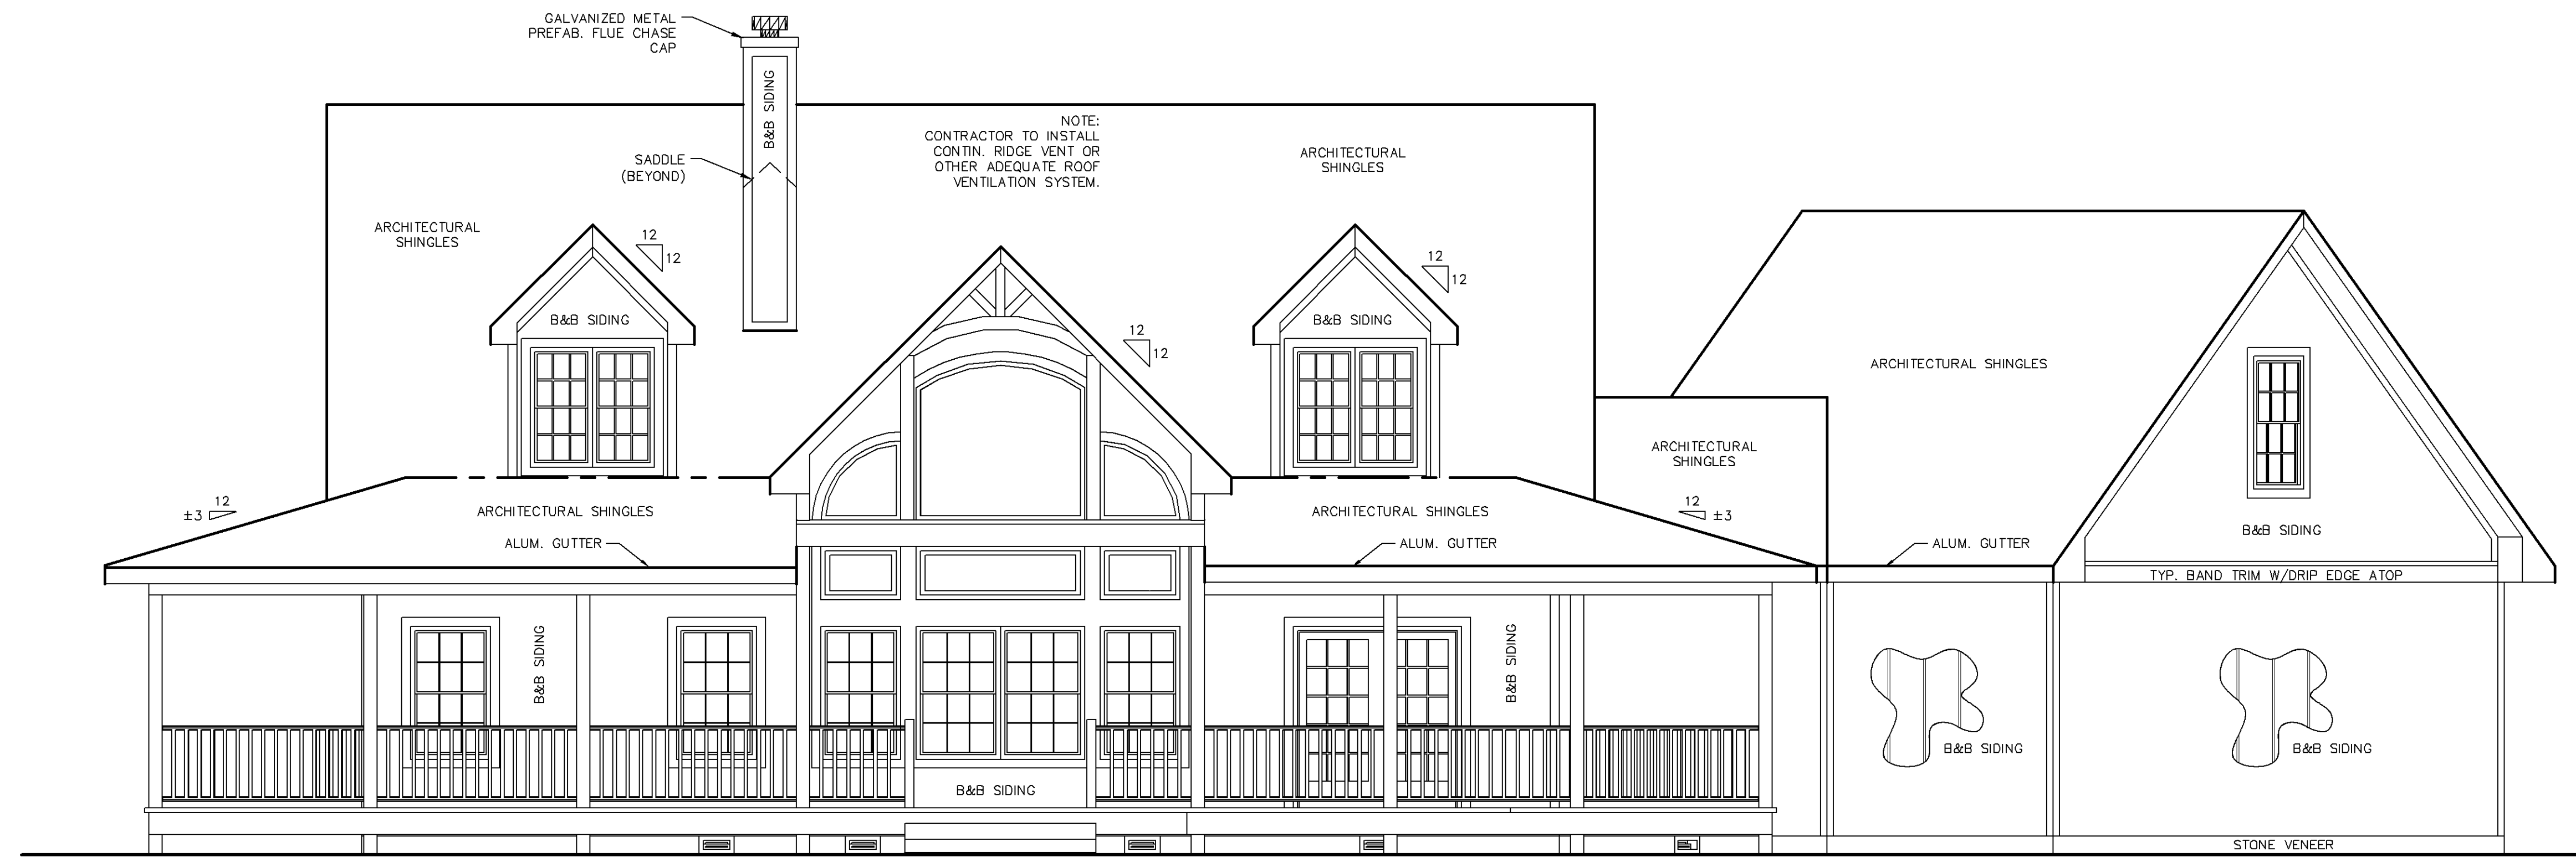 GALVANIZED METAL
PREFAB. FLUE CHASE
CAP
B&B SIDING
NOTE:
CONTRACTOR TO INSTALL
CONTIN. RIDGE VENT OR
OTHER ADEQUATE ROOF
VENTILATION SYSTEM.
SADDLE
(BEYOND)
ARCHITECTURAL
SHINGLES
ARCHITECTURAL
SHINGLES
12
12
12
12
B&B SIDING
B&B SIDING
12
12
ARCHITECTURAL SHINGLES
ARCHITECTURAL
SHINGLES
12
±3
ARCHITECTURAL SHINGLES
ARCHITECTURAL SHINGLES
12
±3
B&B SIDING
ALUM. GUTTER
ALUM. GUTTER
ALUM. GUTTER
TYP. BAND TRIM W/DRIP EDGE ATOP
B&B SIDING
B&B SIDING
B&B SIDING
B&B SIDING
B&B SIDING
STONE VENEER